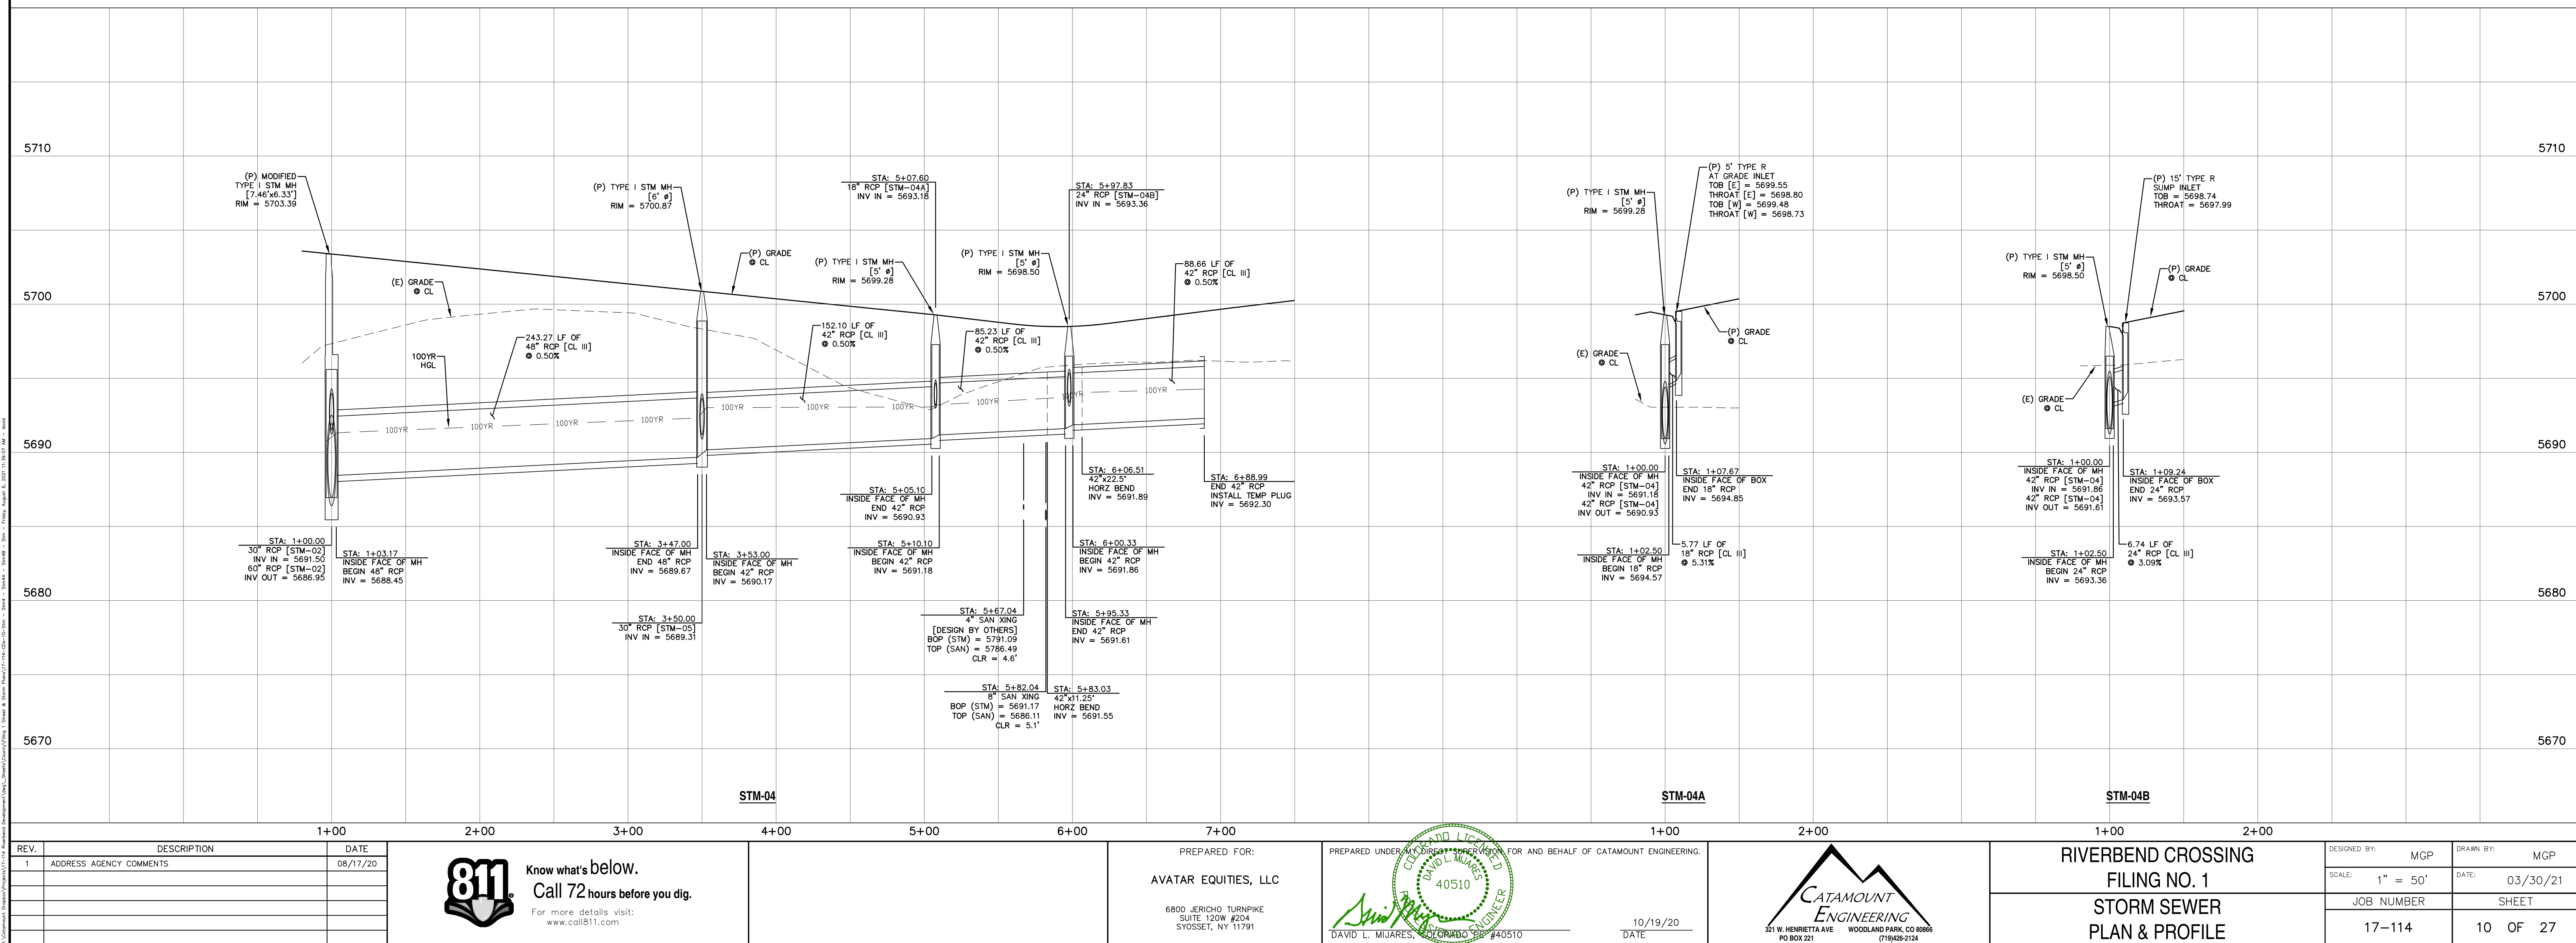 5710
5700
5690
5680
5670
(P) MODIFIED
TYPE I STM MH
[7.46'x6.33']
RIM = 5703.39
(E) GRADE
@ CL
100YR
HGL
243.27 LF OF
48" RCP [CL III]
@ 0.50%
(P) TYPE I STM MH
[6' ø]
RIM = 5700.87
(P) GRADE
@ CL
152.10 LF OF
42" RCP [CL III]
@ 0.50%
STA: 5+07.60
18" RCP [STM-04A]
INV IN = 5693.18
(P) TYPE I STM MH
[5' ø]
RIM = 5699.28
85.23 LF OF
42" RCP [CL III]
@ 0.50%
(P) TYPE I STM MH
[5' ø]
RIM = 5698.50
STA: 5+97.83
24" RCP [STM-04B]
INV IN = 5693.36
88.66 LF OF
42" RCP [CL III]
@ 0.50%
100YR
100YR
100YR
100YR
100YR
100YR
100YR
100YR
100YR
100YR
STA: 1+00.00
30" RCP [STM-02]
INV IN = 5691.50
60" RCP [STM-02]
INV OUT = 5686.95
STA: 1+03.17
INSIDE FACE OF MH
BEGIN 48" RCP
INV = 5688.45
STA: 3+47.00
INSIDE FACE OF MH
END 48" RCP
INV = 5689.67
STA: 3+53.00
INSIDE FACE OF MH
BEGIN 42" RCP
INV = 5690.17
STA: 3+50.00
30" RCP [STM-05]
INV IN = 5689.31
STA: 5+05.10
INSIDE FACE OF MH
END 42" RCP
INV = 5690.93
STA: 5+10.10
INSIDE FACE OF MH
BEGIN 42" RCP
INV = 5691.18
STA: 5+67.04
4" SAN XING
[DESIGN BY OTHERS]
BOP (STM) = 5791.09
TOP (SAN) = 5786.49
CLR = 4.6'
STA: 5+82.04
8" SAN XING
BOP (STM) = 5691.17
TOP (SAN) = 5686.11
CLR = 5.1'
STA: 5+83.03
42"x11.25°
HORZ BEND
INV = 5691.55
STA: 5+95.33
INSIDE FACE OF MH
END 42" RCP
INV = 5691.61
STA: 6+00.33
INSIDE FACE OF MH
BEGIN 42" RCP
INV = 5691.86
STA: 6+06.51
42"x22.5°
HORZ BEND
INV = 5691.89
STA: 6+88.99
END 42" RCP
INSTALL TEMP PLUG
INV = 5692.30
STM-04
1+00 2+00 3+00 4+00 5+00 6+00 7+00
(P) TYPE I STM MH
[5' ø]
RIM = 5699.28
(P) 5' TYPE R
AT GRADE INLET
TOB [E] = 5699.55
THROAT [E] = 5698.80
TOB [W] = 5699.48
THROAT [W] = 5698.73
(P) GRADE
@ CL
(E) GRADE
@ CL
STA: 1+00.00
INSIDE FACE OF MH
42" RCP [STM-04]
INV IN = 5691.18
42" RCP [STM-04]
INV OUT = 5690.93
STA: 1+07.67
INSIDE FACE OF BOX
END 18" RCP
INV = 5694.85
STA: 1+02.50
INSIDE FACE OF MH
BEGIN 18" RCP
INV = 5694.57
5.77 LF OF
18" RCP [CL III]
@ 5.31%
STM-04A
1+00 2+00
(P) TYPE I STM MH
[5' ø]
RIM = 5698.50
(P) 15' TYPE R
SUMP INLET
TOB = 5698.74
THROAT = 5697.99
(P) GRADE
@ CL
(E) GRADE
@ CL
STA: 1+00.00
INSIDE FACE OF MH
42" RCP [STM-04]
INV IN = 5691.86
42" RCP [STM-04]
INV OUT = 5691.61
STA: 1+09.24
INSIDE FACE OF BOX
END 24" RCP
INV = 5693.57
STA: 1+02.50
INSIDE FACE OF MH
BEGIN 24" RCP
INV = 5693.36
6.74 LF OF
24" RCP [CL III]
@ 3.09%
STM-04B
1+00 2+00
5710
5700
5690
5680
5670
REV. DESCRIPTION DATE
1 ADDRESS AGENCY COMMENTS 08/17/20
811
Know what's below.
Call 72 hours before you dig.
For more details visit:
www.call811.com
PREPARED FOR:
AVATAR EQUITIES, LLC
6800 JERICHO TURNPIKE
SUITE 120W #204
SYOSSET, NY 11791
PREPARED UNDER MY DIRECT SUPERVISION FOR AND BEHALF OF CATAMOUNT ENGINEERING.
COLORADO LICENSED
DAVID L. MIJARES
40510
PROFESSIONAL ENGINEER
10/19/20
DAVID L. MIJARES, COLORADO PE #40510 DATE
CATAMOUNT
ENGINEERING
321 W. HENRIETTA AVE WOODLAND PARK, CO 80866
PO BOX 221 (719)426-2124
RIVERBEND CROSSING
FILING NO. 1
STORM SEWER
PLAN & PROFILE
DESIGNED BY: MGP
DRAWN BY: MGP
SCALE: 1" = 50'
DATE: 03/30/21
JOB NUMBER
17-114
SHEET
10 OF 27